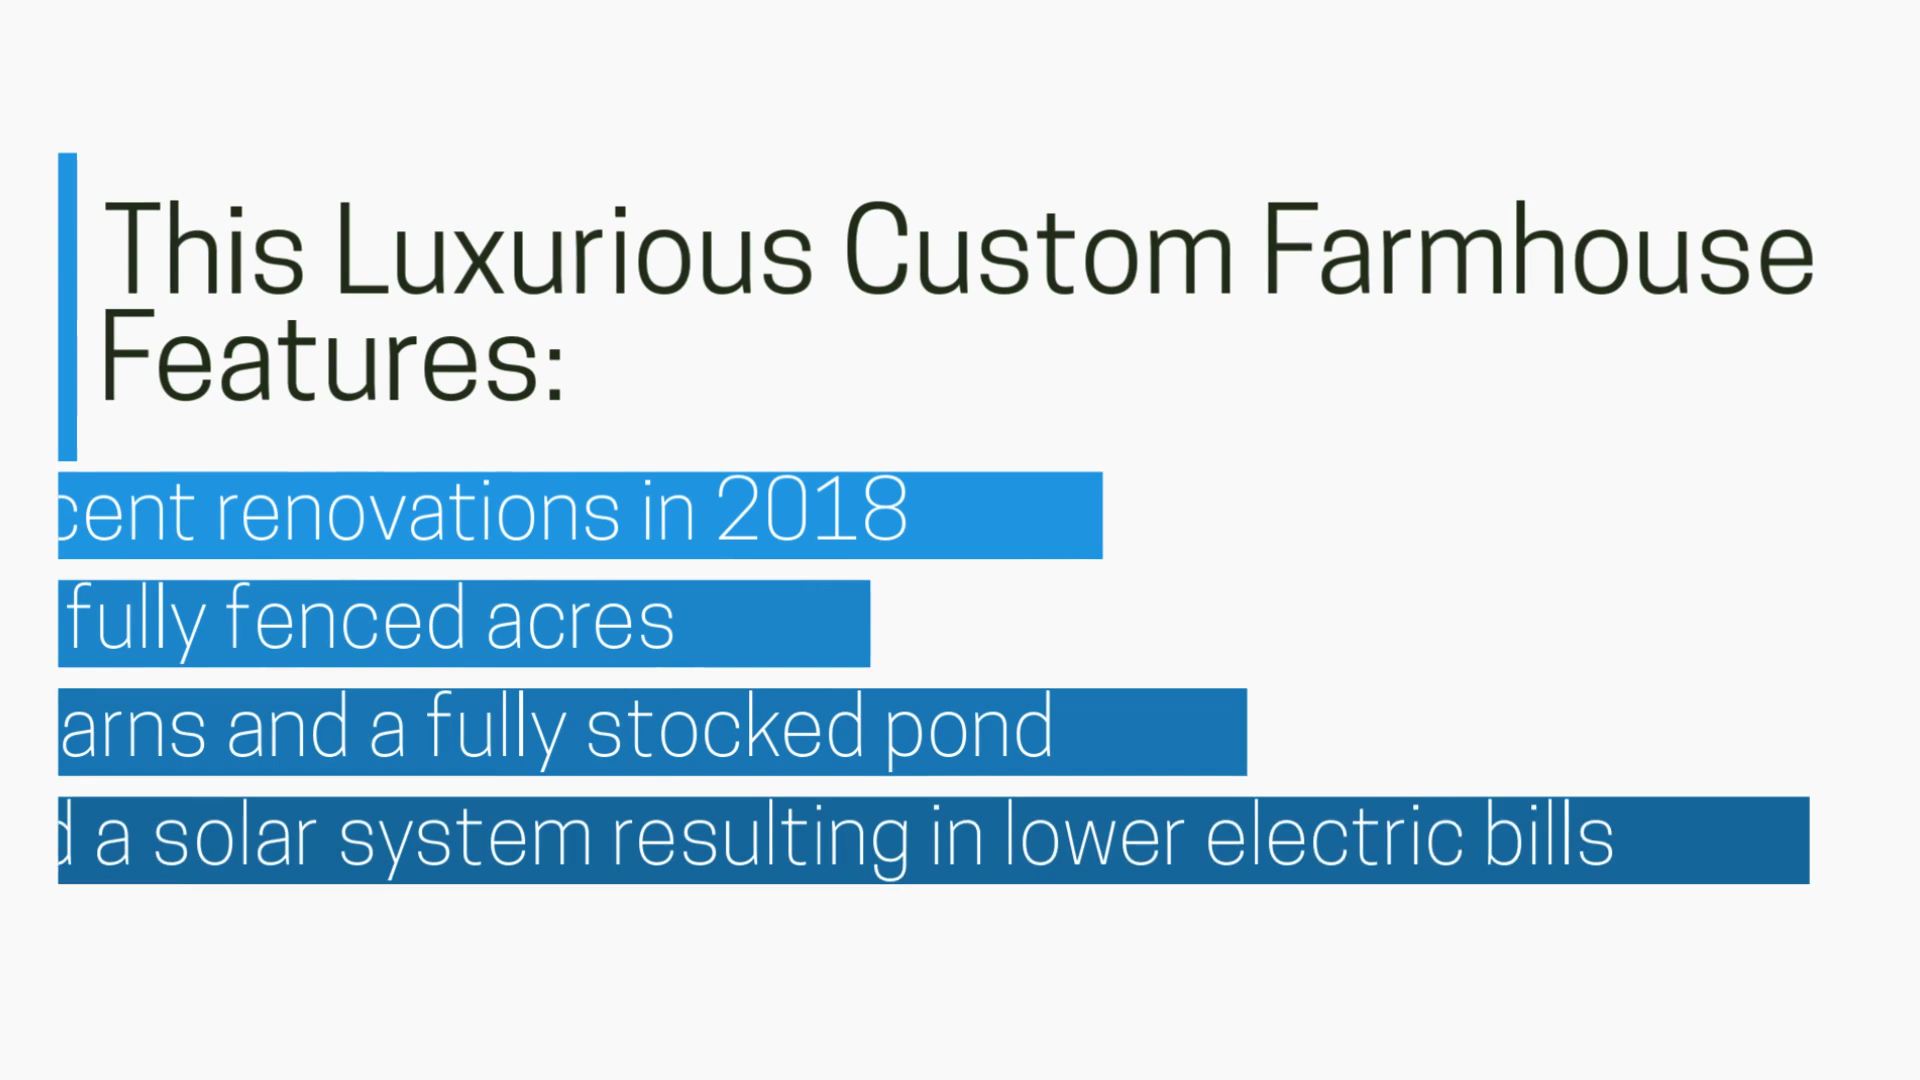 This Luxurious Custom Farmhouse
Features:
cent renovations in 2018
fully fenced acres
arns and a fully stocked pond
d a solar system resulting in lower electric bills